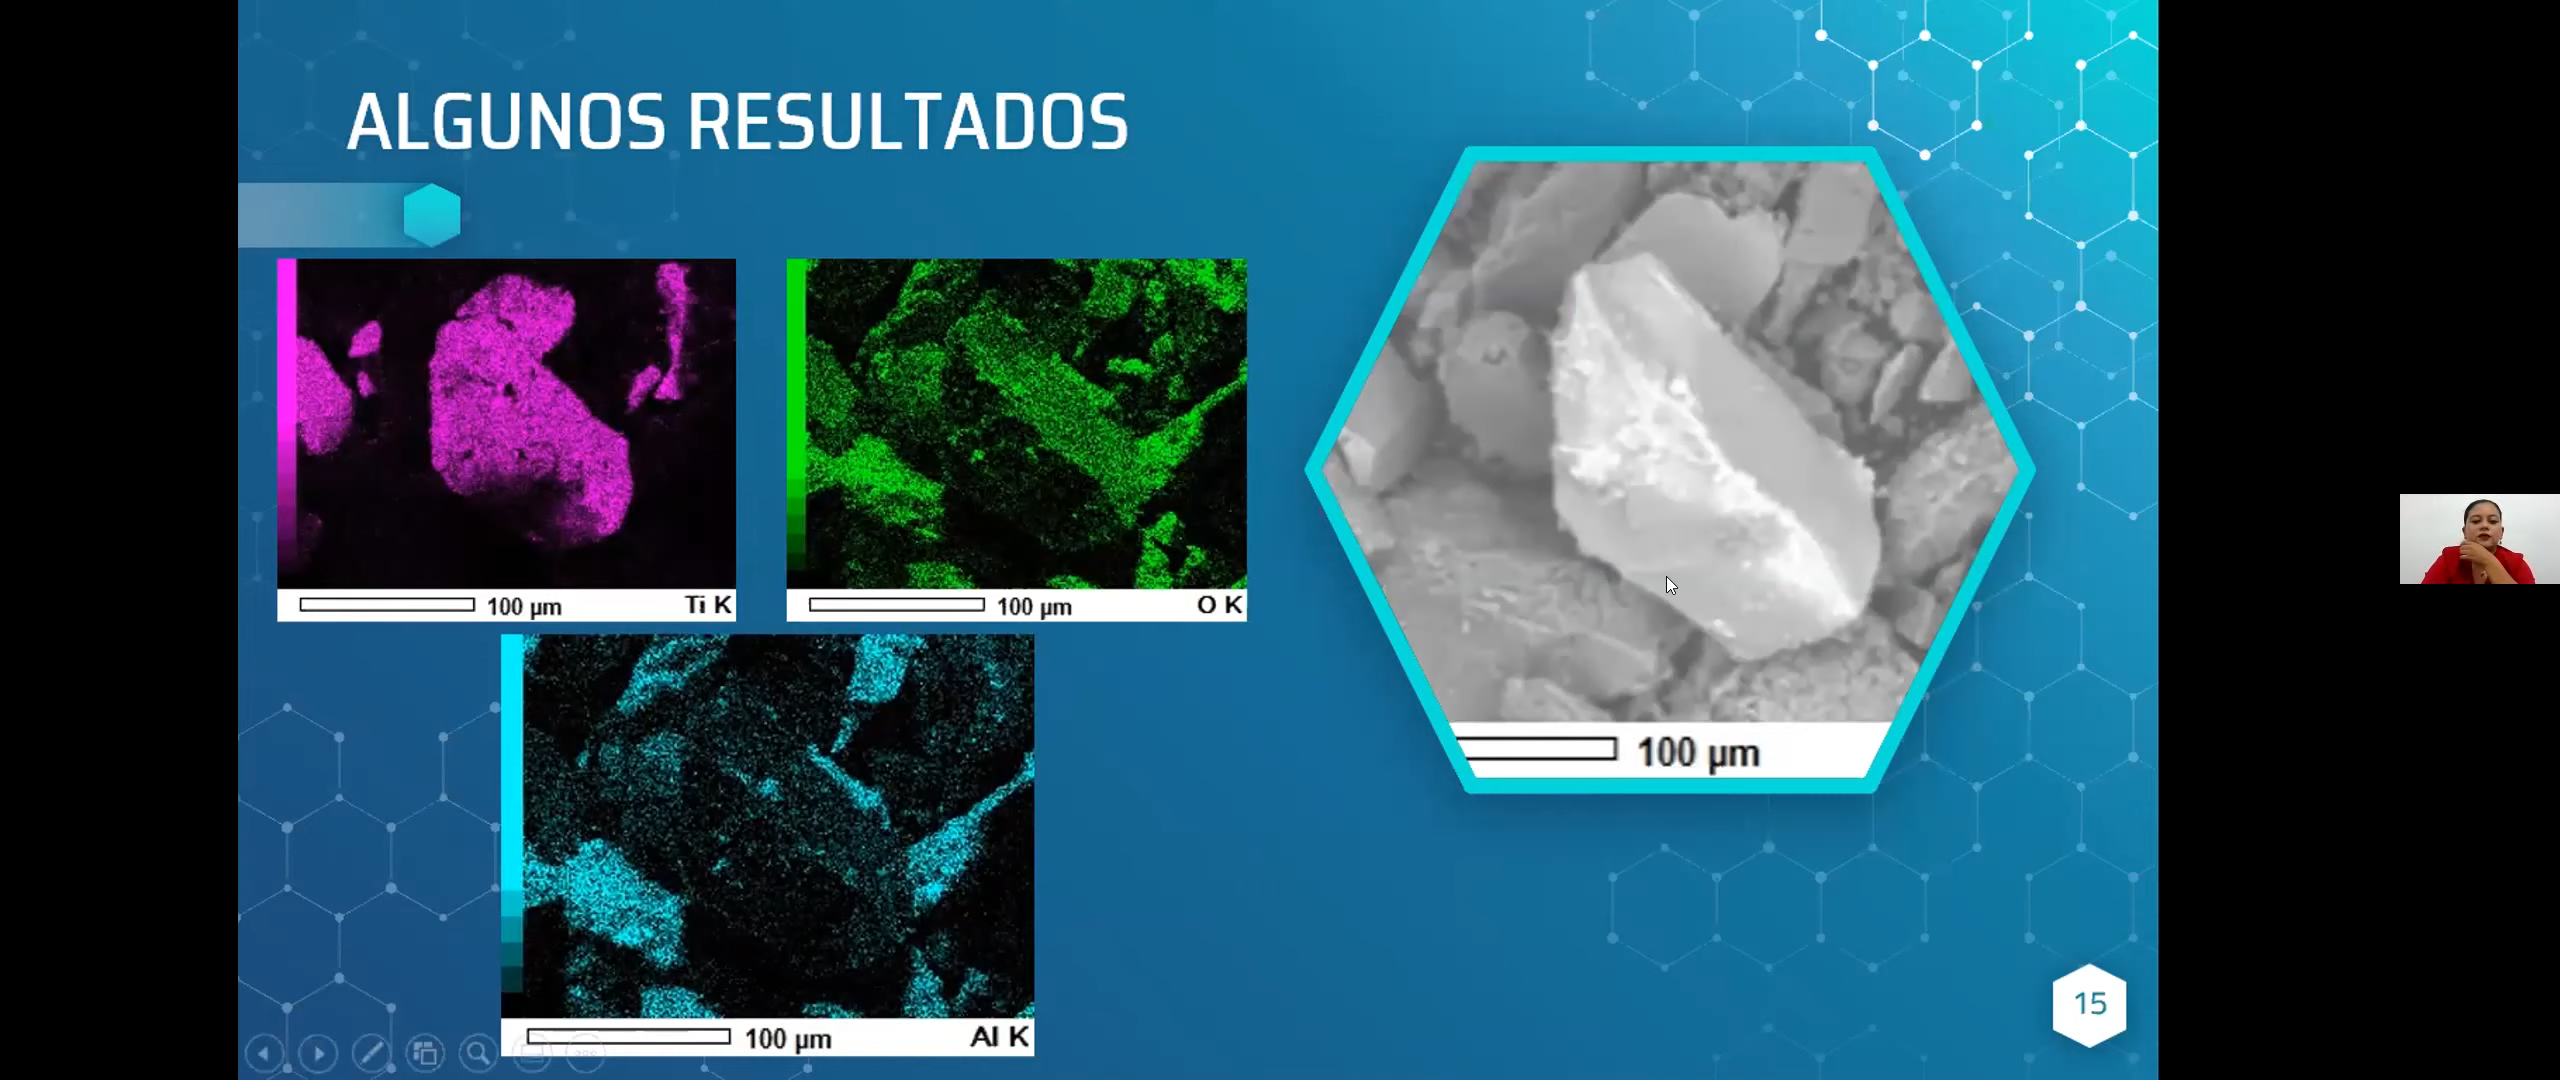 ALGUNOS RESULTADOS
100 µm Ti K
100 µm O K
100 µm
100 µm Al K
15